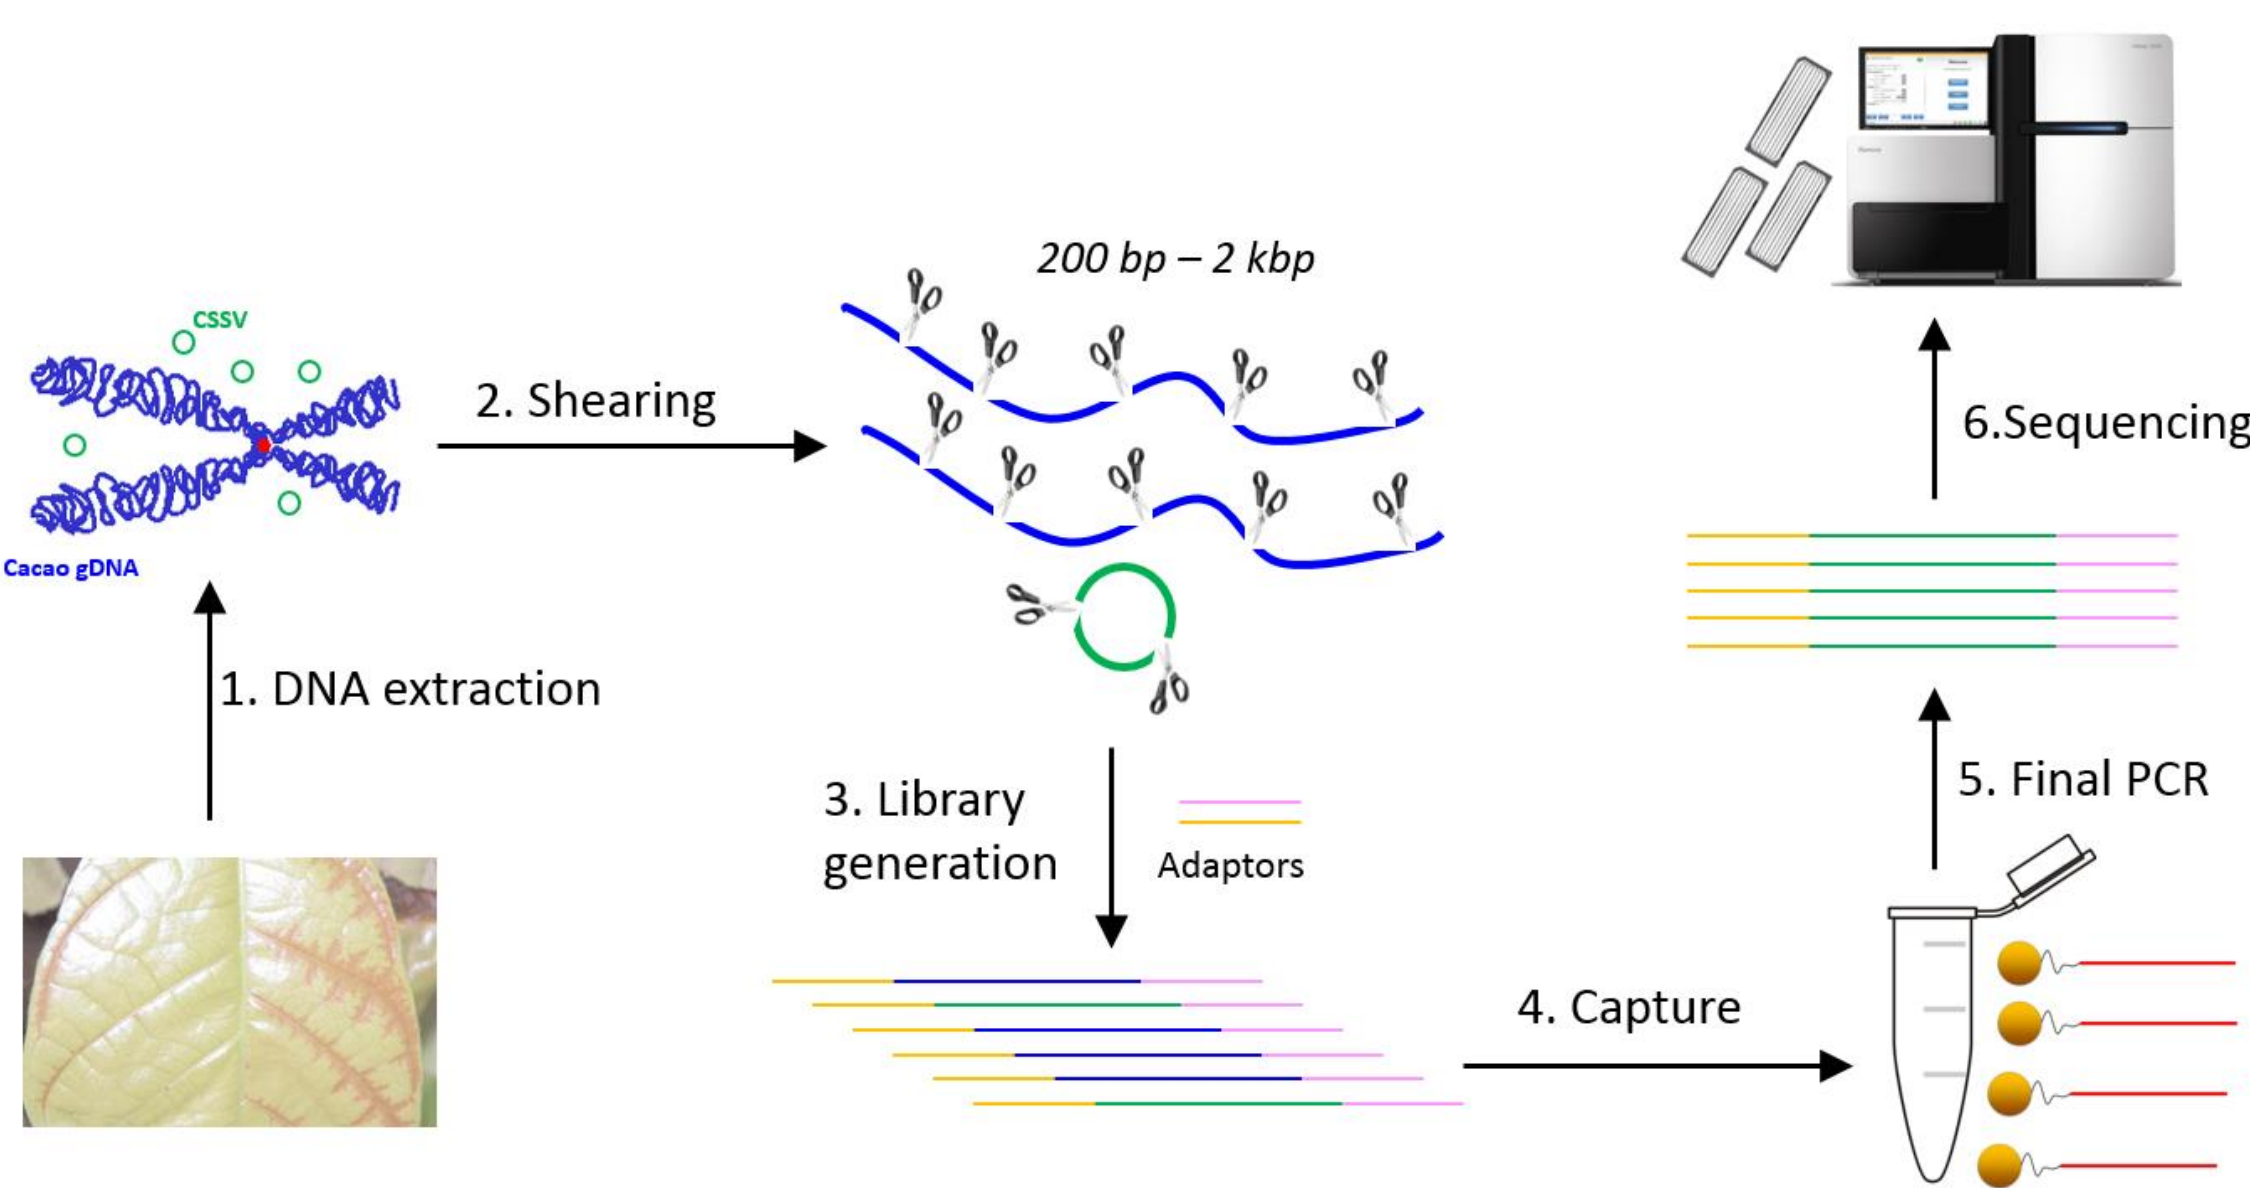 CSSV
Cacao gDNA
1. DNA extraction
2. Shearing
200 bp – 2 kbp
3. Library
generation
Adaptors
4. Capture
5. Final PCR
6.Sequencing